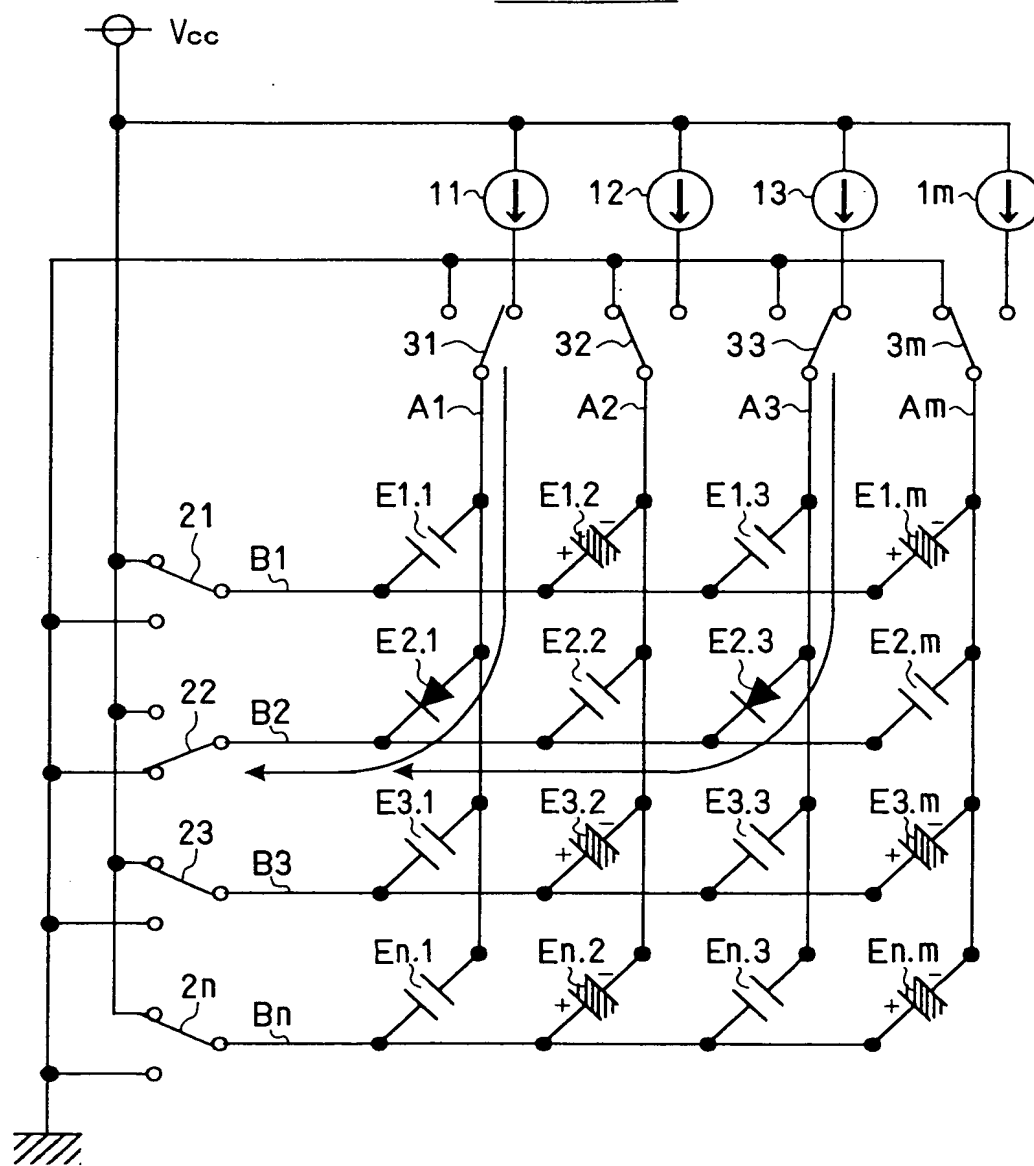 Vcc
11 12 13 1m
31 32 33 3m
A1 A2 A3 Am
E1.1 E1.2 E1.3 E1.m
21 B1 + - + -
E2.1 E2.2 E2.3 E2.m
22 B2
E3.1 E3.2 E3.3 E3.m
23 B3 + - + -
En.1 En.2 En.3 En.m
2n Bn + - + -